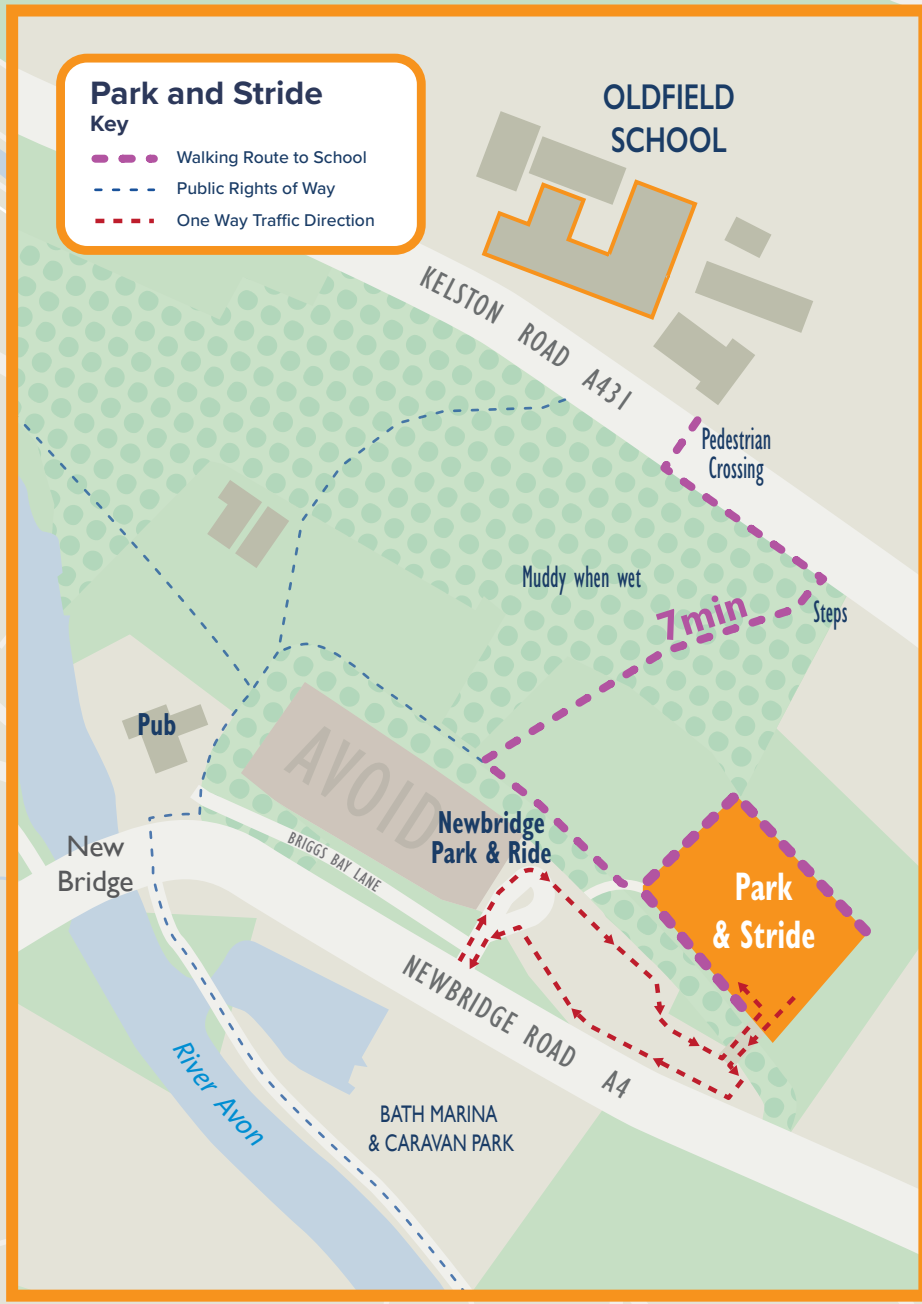 Park and Stride
Key
Walking Route to School
Public Rights of Way
One Way Traffic Direction
OLDFIELD
SCHOOL
KELSTON ROAD A431
Pedestrian
Crossing
Muddy when wet
7min
Steps
Pub
AVOID
New
Bridge
BRIGGS BAY LANE
Newbridge
Park & Ride
Park
& Stride
NEWBRIDGE ROAD A4
River Avon
BATH MARINA
& CARAVAN PARK